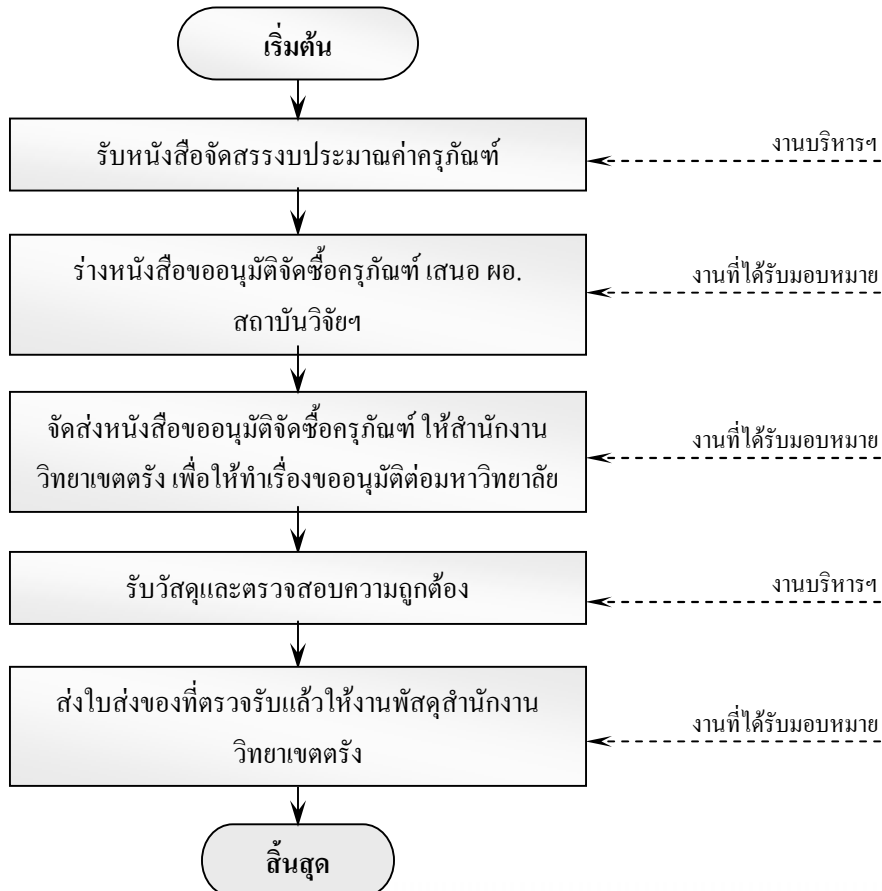 เริ่มต้น
รับหนังสือจัดสรรงบประมาณค่าครุภัณฑ์
งานบริหารฯ
ร่างหนังสือขออนุมัติจัดซื้อครุภัณฑ์ เสนอ ผอ.
สถาบันวิจัยฯ
งานที่ได้รับมอบหมาย
จัดส่งหนังสือขออนุมัติจัดซื้อครุภัณฑ์ ให้สำนักงาน
วิทยาเขตตรัง เพื่อให้ทำเรื่องขออนุมัติต่อมหาวิทยาลัย
งานที่ได้รับมอบหมาย
รับวัสดุและตรวจสอบความถูกต้อง
งานบริหารฯ
ส่งใบส่งของที่ตรวจรับแล้วให้งานพัสดุสำนักงาน
วิทยาเขตตรัง
งานที่ได้รับมอบหมาย
สิ้นสุด